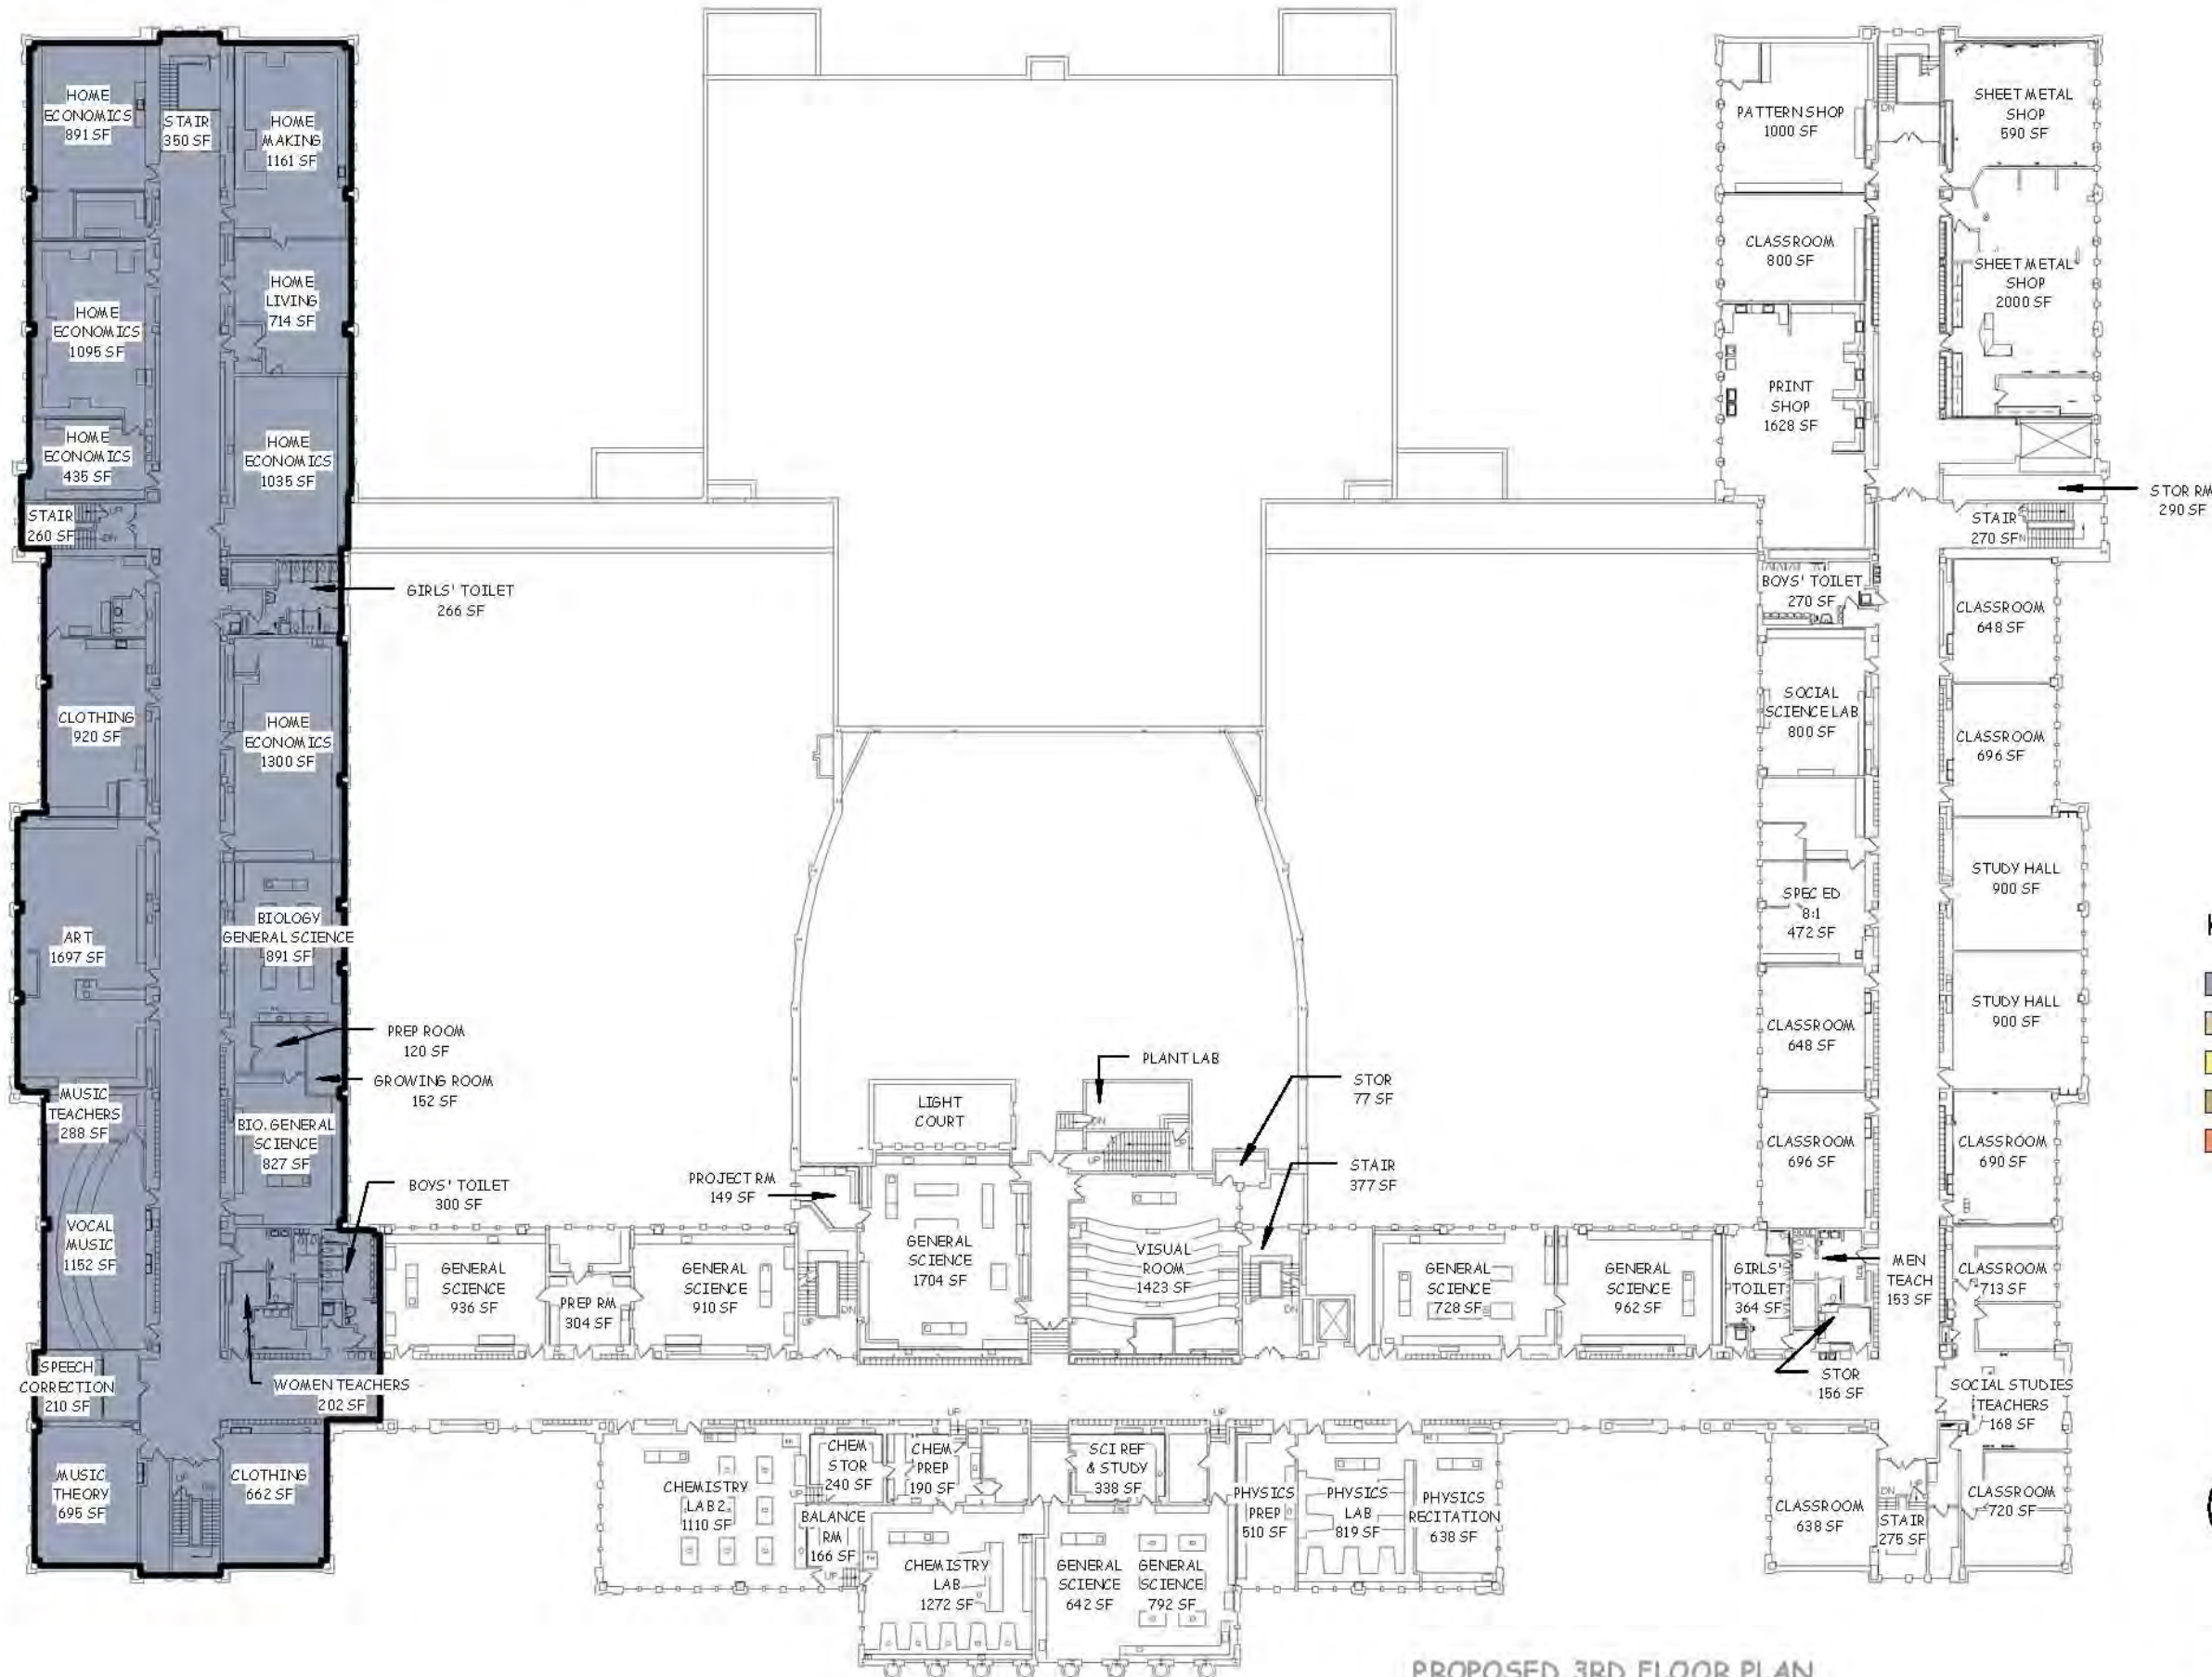 HOME
ECONOMICS
891 SF
STAIR
350 SF
HOME
MAKING
1161 SF
HOME
ECONOMICS
1095 SF
HOME
LIVING
714 SF
HOME
ECONOMICS
435 SF
HOME
ECONOMICS
1035 SF
STAIR
260 SF
UP
DN
GIRLS' TOILET
266 SF
CLOTHING
920 SF
HOME
ECONOMICS
1300 SF
ART
1697 SF
BIOLOGY
GENERAL SCIENCE
891 SF
PREP ROOM
120 SF
GROWING ROOM
152 SF
MUSIC
TEACHERS
288 SF
BIO. GENERAL
SCIENCE
827 SF
BOYS' TOILET
300 SF
VOCAL
MUSIC
1152 SF
SPEECH
CORRECTION
210 SF
WOMEN TEACHERS
202 SF
MUSIC
THEORY
695 SF
CLOTHING
662 SF
GENERAL
SCIENCE
936 SF
PREP RM
304 SF
GENERAL
SCIENCE
910 SF
PROJECT RM
149 SF
DN
LIGHT
COURT
PLANT LAB
DN
UP
STOR
77 SF
STAIR
377 SF
GENERAL
SCIENCE
1704 SF
VISUAL
ROOM
1423 SF
DN
GENERAL
SCIENCE
728 SF
GENERAL
SCIENCE
962 SF
GIRLS'
TOILET
364 SF
MEN
TEACH
153 SF
STOR
156 SF
CHEMISTRY
LAB 2
1110 SF
CHEM
STOR
240 SF
UP
CHEM
PREP
190 SF
UP
BALANCE
RM
166 SF
UP
CHEMISTRY
LAB
1272 SF
SCI REF
& STUDY
338 SF
UP
GENERAL
SCIENCE
642 SF
GENERAL
SCIENCE
792 SF
PHYSICS
PREP
510 SF
PHYSICS
LAB
819 SF
PHYSICS
RECITATION
638 SF
PATTERN SHOP
1000 SF
DN
SHEET METAL
SHOP
590 SF
CLASSROOM
800 SF
SHEET METAL
SHOP
2000 SF
PRINT
SHOP
1628 SF
STOR RM
290 SF
STAIR
270 SF
BOYS' TOILET
270 SF
CLASSROOM
648 SF
SOCIAL
SCIENCE LAB
800 SF
CLASSROOM
696 SF
STUDY HALL
900 SF
SPEC ED
8:1
472 SF
STUDY HALL
900 SF
CLASSROOM
648 SF
CLASSROOM
696 SF
CLASSROOM
690 SF
CLASSROOM
713 SF
SOCIAL STUDIES
TEACHERS
168 SF
CLASSROOM
638 SF
DN
UP
STAIR
275 SF
CLASSROOM
720 SF
PROPOSED 3RD FLOOR PLAN